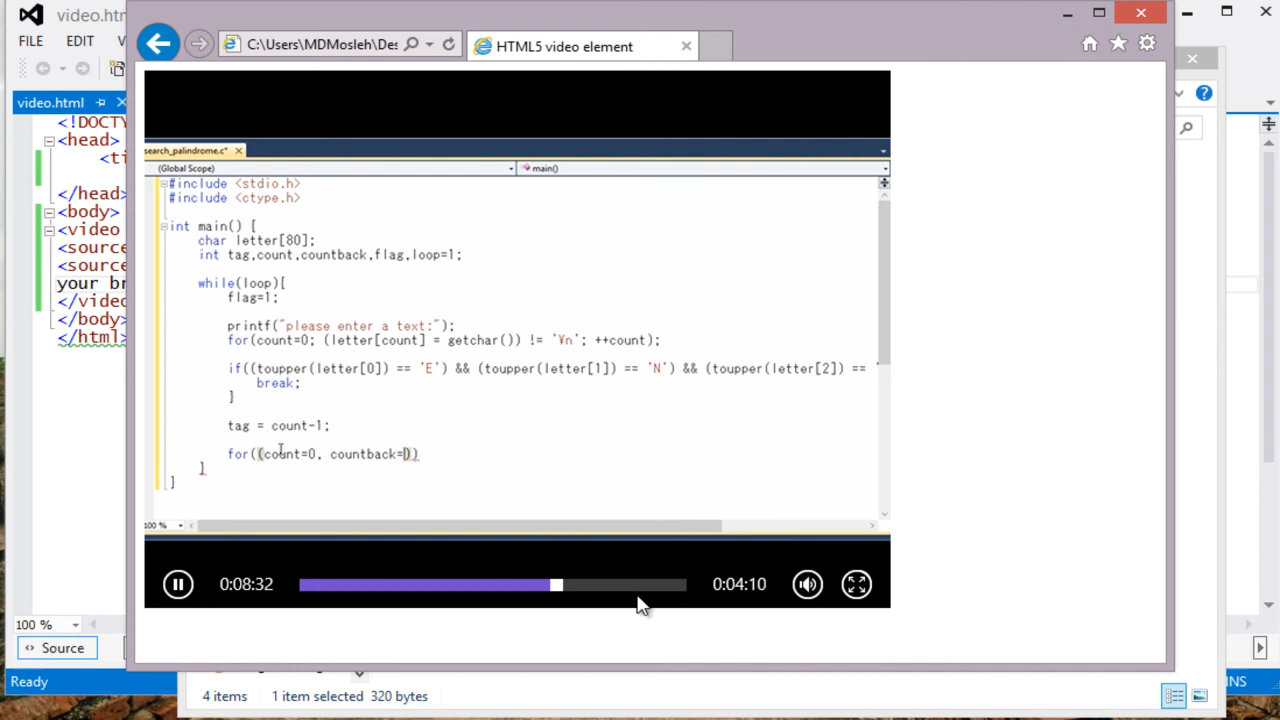 video.htm
FILE EDIT V
video.html
<!DOCTY
<head>
<ti
</head>
<body>
<video
<source
<source
your br
</video
</body>
</html>
100 %
Source
Ready
C:\Users\MDMosleh\Des
HTML5 video element
search_palindrome.c*
(Global Scope)
main()
#include <stdio.h>
#include <ctype.h>
int main() {
char letter[80];
int tag,count,countback,flag,loop=1;
while(loop){
flag=1;
printf("please enter a text:");
for(count=0; (letter[count] = getchar()) != '¥n'; ++count);
if((toupper(letter[0]) == 'E') && (toupper(letter[1]) == 'N') && (toupper(letter[2]) == '
break;
}
tag = count-1;
for((count=0, countback=))
}
}
100 %
0:08:32
0:04:10
4 items 1 item selected 320 bytes
NS